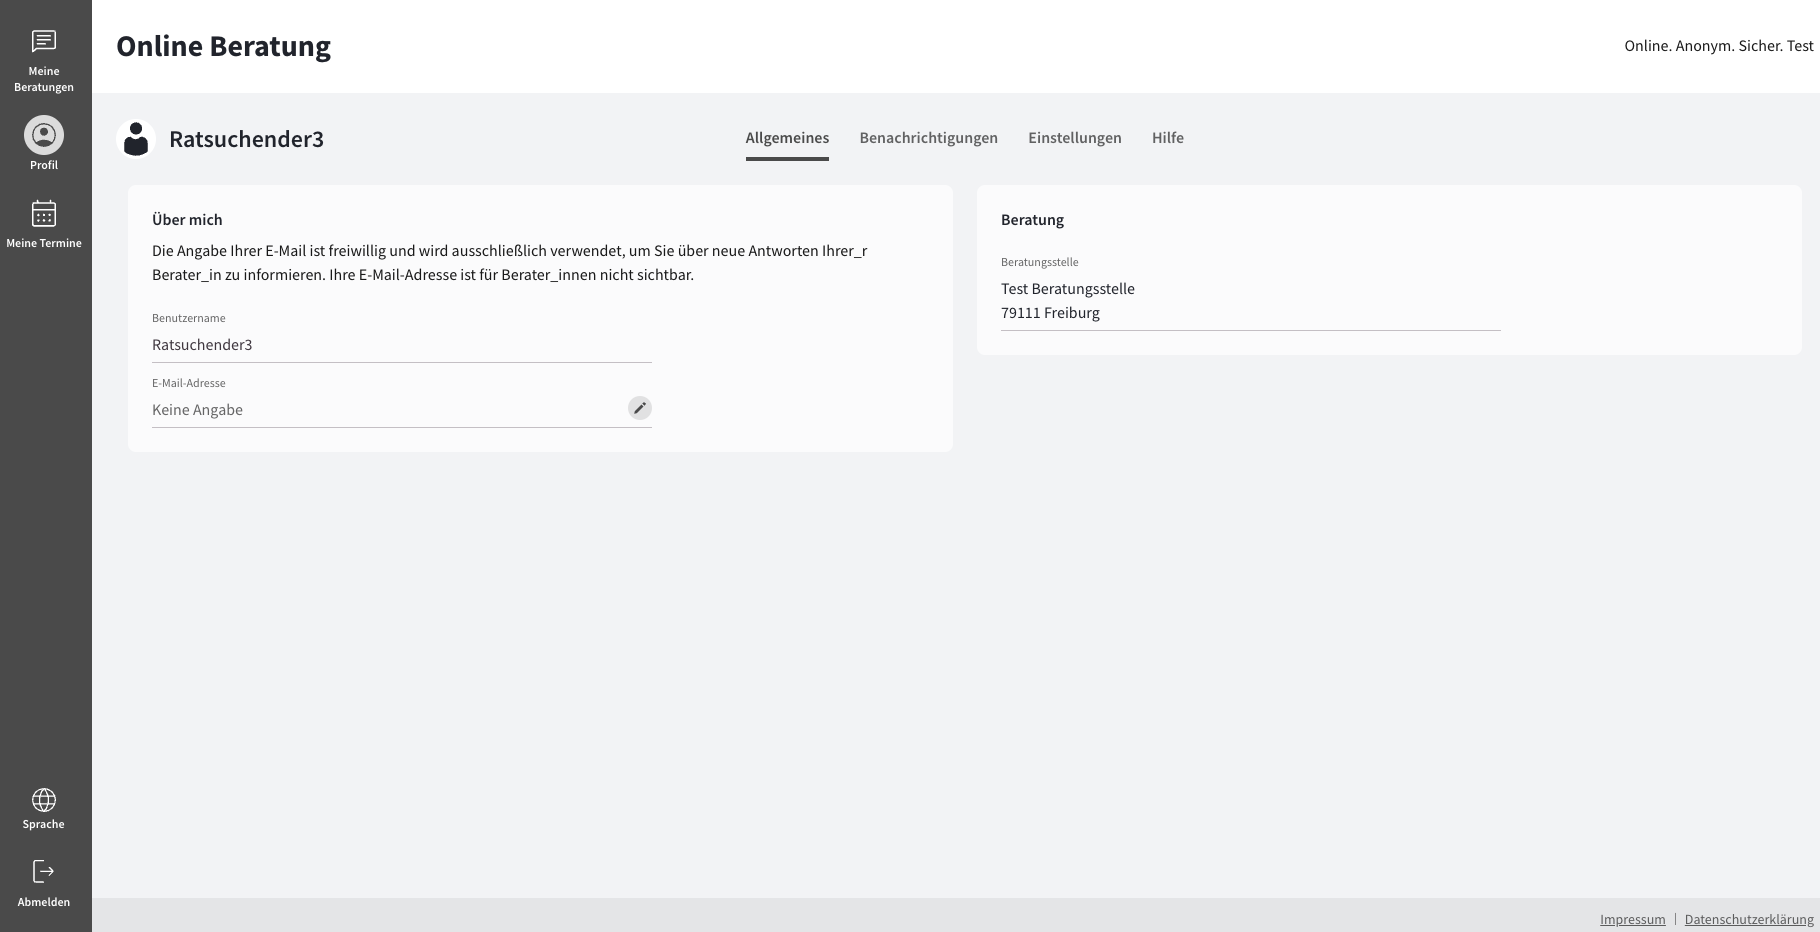 Meine
Beratungen
Profil
Meine Termine
Sprache
Abmelden
Online Beratung
Online. Anonym. Sicher. Test
Ratsuchender3
Allgemeines Benachrichtigungen Einstellungen Hilfe
Über mich
Die Angabe Ihrer E-Mail ist freiwillig und wird ausschließlich verwendet, um Sie über neue Antworten Ihrer_r
Berater_in zu informieren. Ihre E-Mail-Adresse ist für Berater_innen nicht sichtbar.
Benutzername
Ratsuchender3
E-Mail-Adresse
Keine Angabe
Beratung
Beratungsstelle
Test Beratungsstelle
79111 Freiburg
Impressum | Datenschutzerklärung